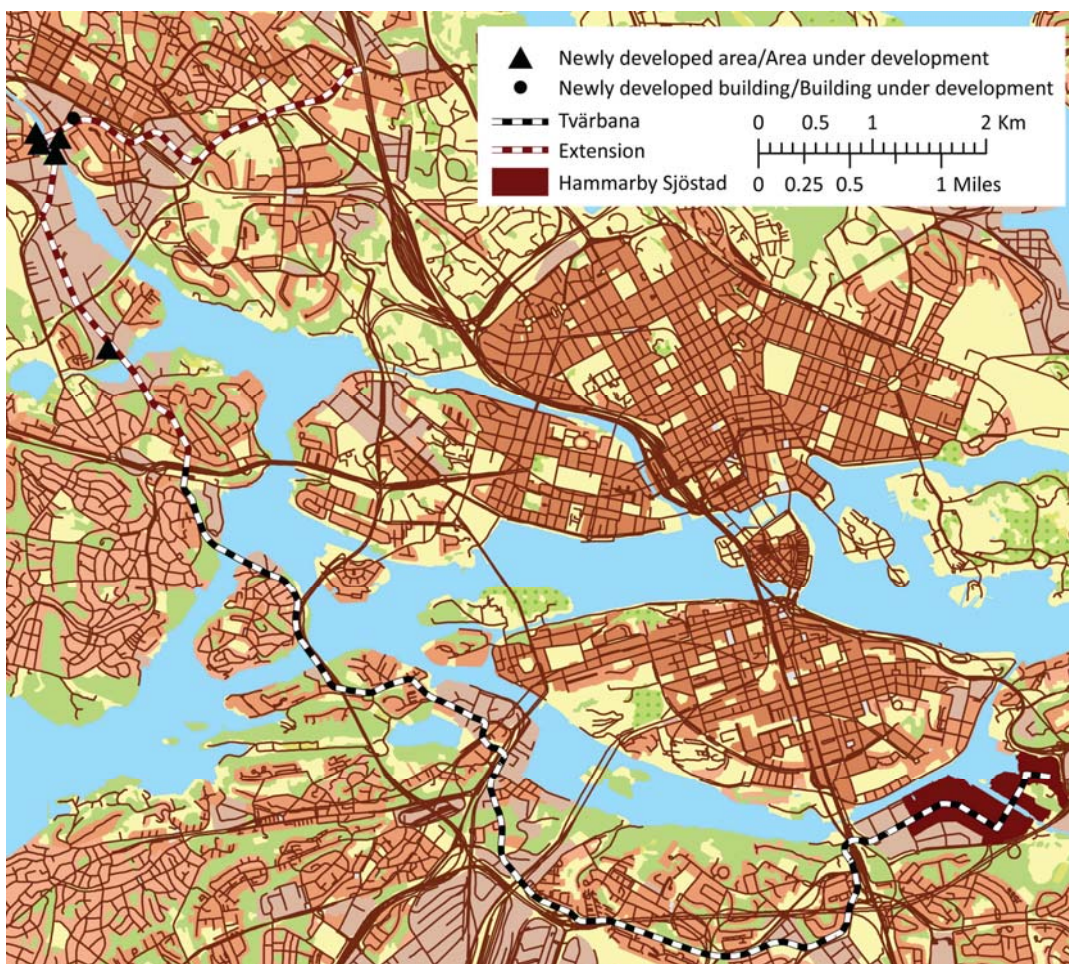 Newly developed area/Area under development
Newly developed building/Building under development
Tvärbana
Extension
Hammarby Sjöstad
0 0.5 1 2 Km
0 0.25 0.5 1 Miles